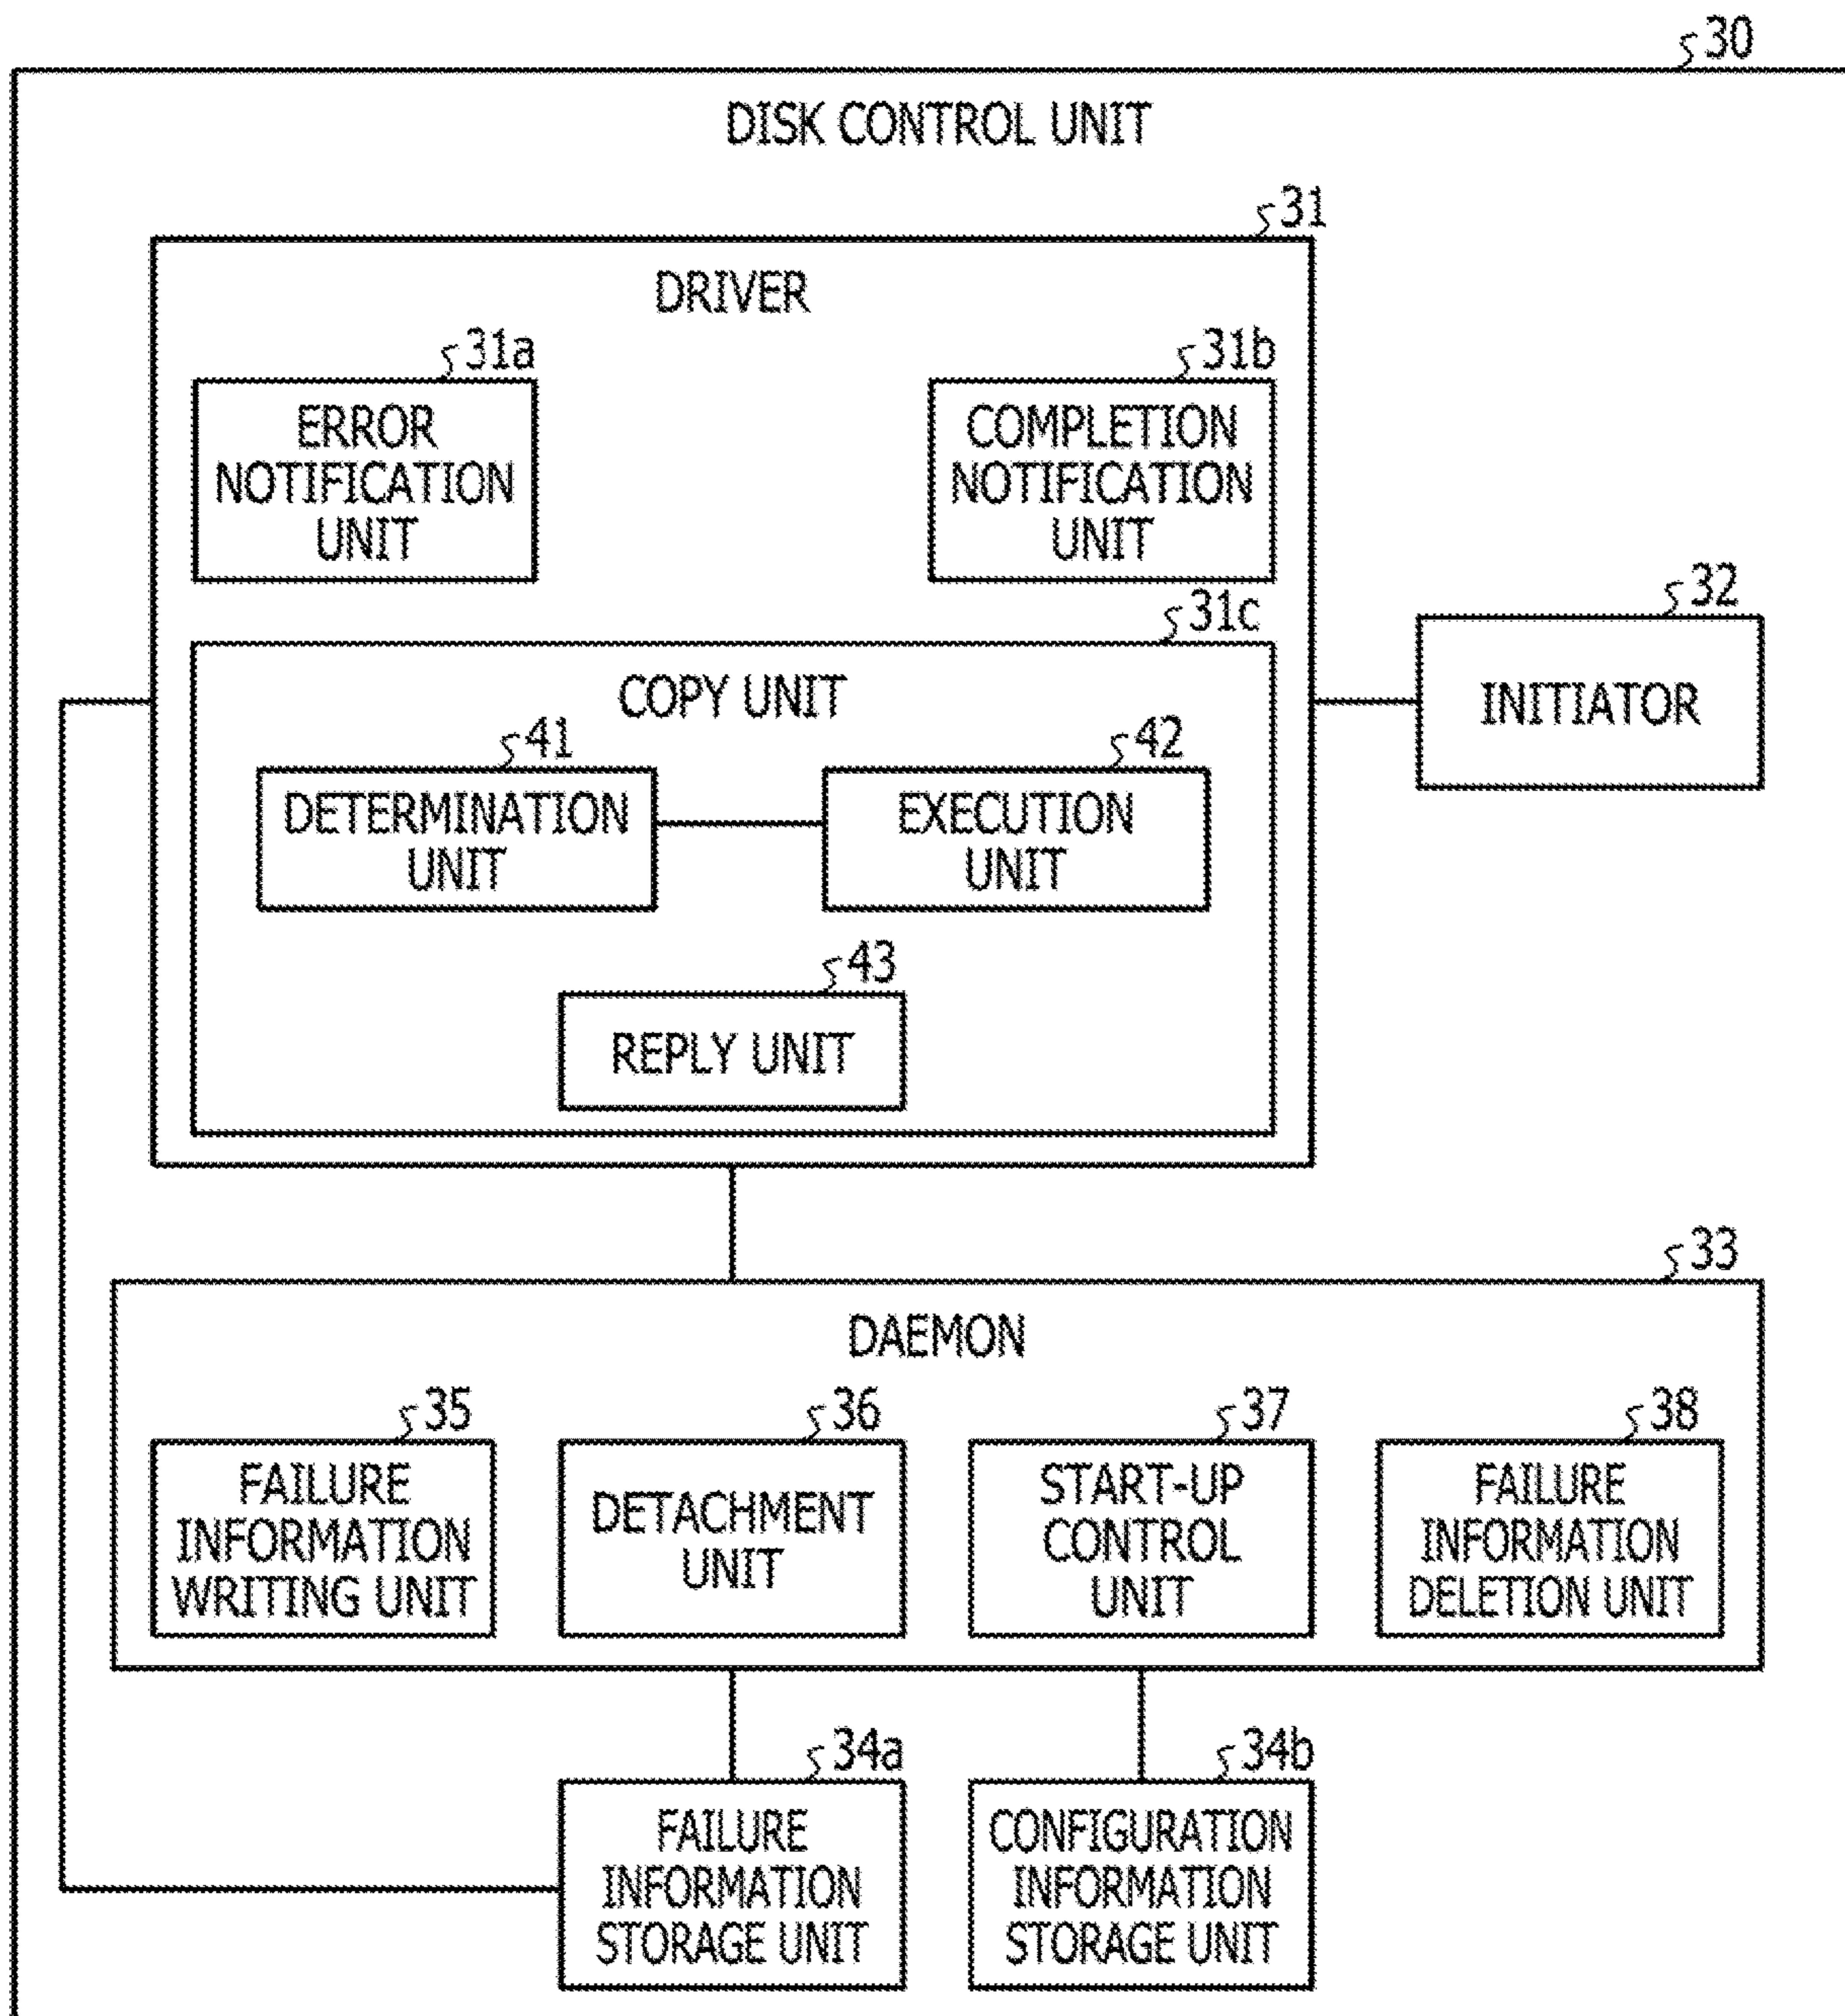 30
DISK CONTROL UNIT
31
DRIVER
31a
ERROR
NOTIFICATION
UNIT
31b
COMPLETION
NOTIFICATION
UNIT
32
INITIATOR
31c
COPY UNIT
41
DETERMINATION
UNIT
42
EXECUTION
UNIT
43
REPLY UNIT
33
DAEMON
35
FAILURE
INFORMATION
WRITING UNIT
36
DETACHMENT
UNIT
37
START-UP
CONTROL
UNIT
38
FAILURE
INFORMATION
DELETION UNIT
34a
FAILURE
INFORMATION
STORAGE UNIT
34b
CONFIGURATION
INFORMATION
STORAGE UNIT